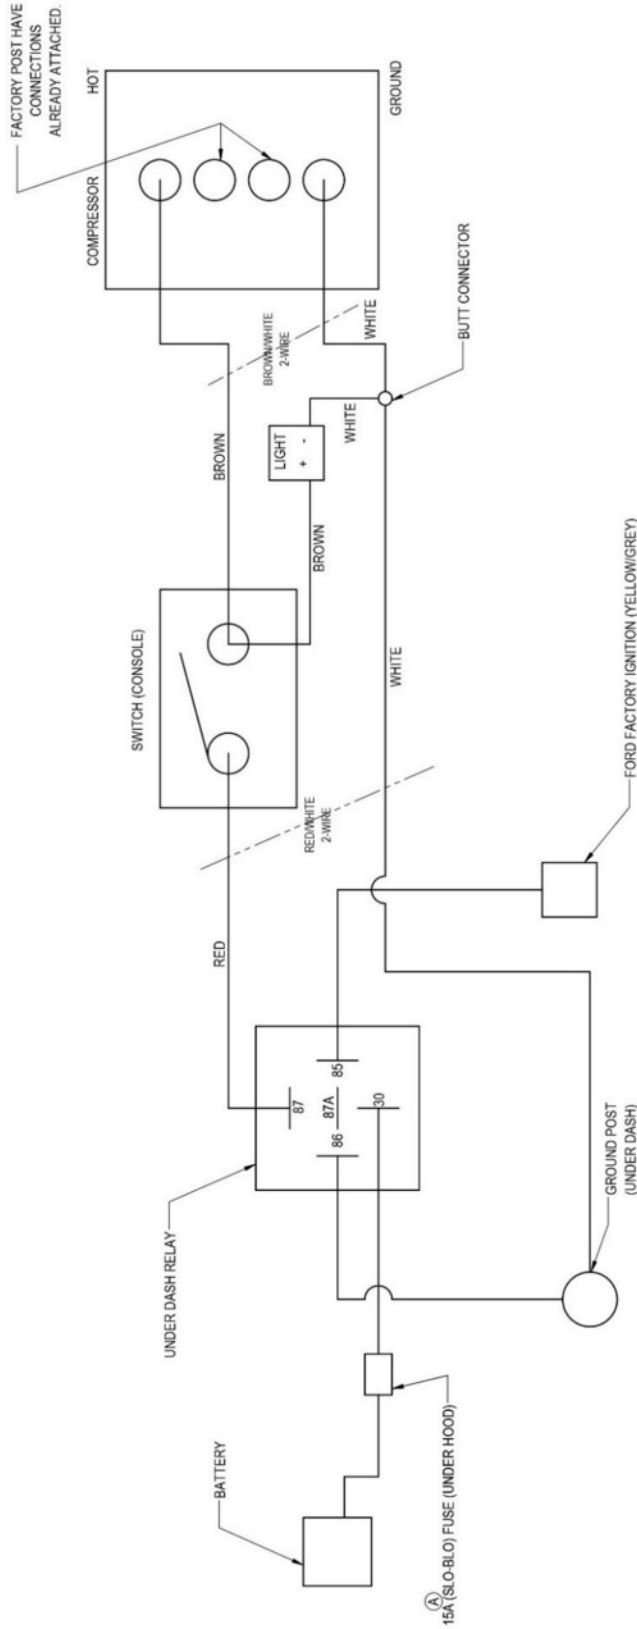 FACTORY POST HAVE
CONNECTIONS
ALREADY ATTACHED.
HOT
COMPRESSOR
GROUND
BROWN/WHITE
2-WIRE
WHITE
BUTT CONNECTOR
BROWN
LIGHT
+ -
WHITE
BROWN
SWITCH (CONSOLE)
WHITE
FORD FACTORY IGNITION (YELLOW/GREY)
RED/WHITE
2-WIRE
RED
87
87A
86
85
30
UNDER DASH RELAY
GROUND POST
(UNDER DASH)
BATTERY
A
15A (SLO-BLO) FUSE (UNDER HOOD)